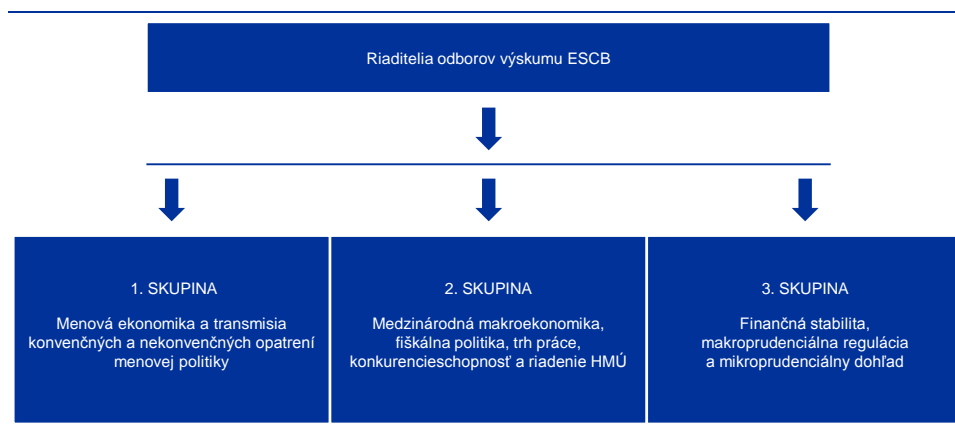 Riaditelia odborov výskumu ESCB
1. SKUPINA
Menová ekonomika a transmisia
konvenčných a nekonvenčných opatrení
menovej politiky
2. SKUPINA
Medzinárodná makroekonomika,
fiškálna politika, trh práce,
konkurencieschopnosť a riadenie HMÚ
3. SKUPINA
Finančná stabilita,
makroprudenciálna regulácia
a mikroprudenciálny dohľad